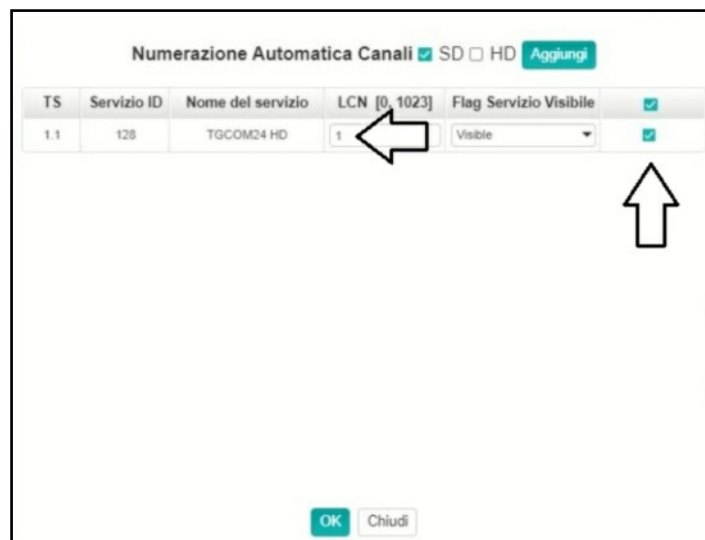 Numerazione Automatica Canali SD HD Aggiungi
TS Servizio ID Nome del servizio LCN [0, 1023] Flag Servizio Visibile
1.1 128 TGCOM24 HD 1 Visible
OK Chiudi